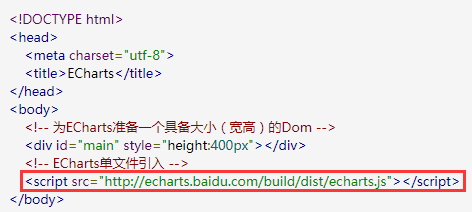 <!DOCTYPE html>
<head>
<meta charset="utf-8">
<title>ECharts</title>
</head>
<body>
<!-- 为ECharts准备一个具备大小（宽高）的Dom -->
<div id="main" style="height:400px"></div>
<!-- ECharts单文件引入 -->
<script src="http://echarts.baidu.com/build/dist/echarts.js"></script>
</body>